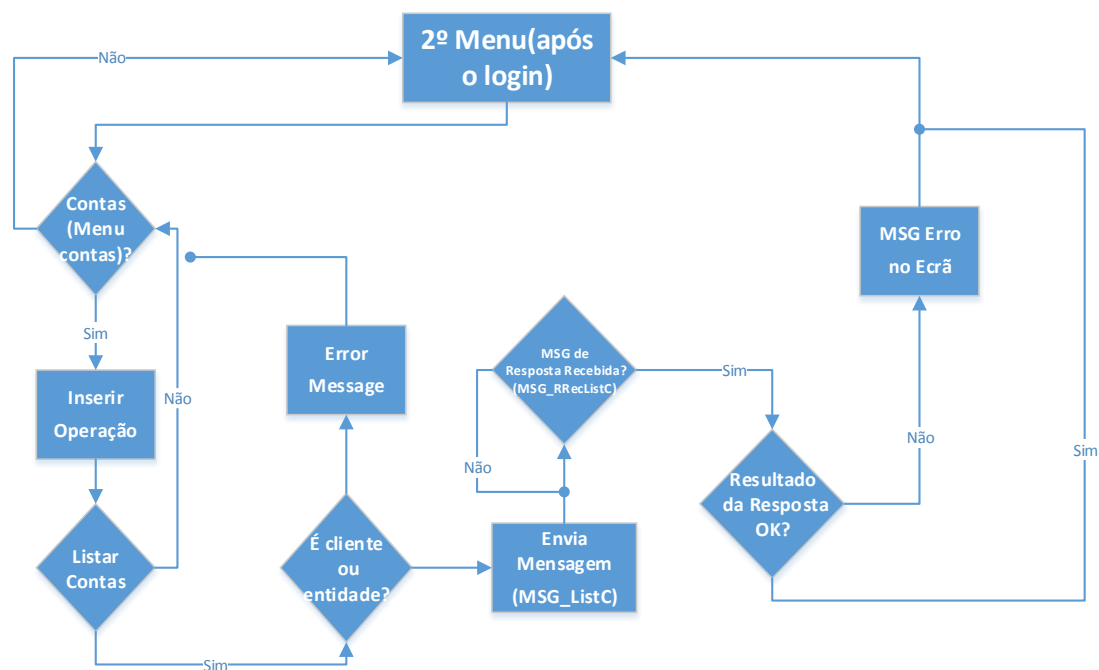 2º Menu(após
o login)
Não
Contas
(Menu
contas)?
Sim
Inserir
Operação
Não
Listar
Contas
Sim
Error
Message
É cliente
ou
entidade?
MSG de
Resposta Recebida?
(MSG_RRecListC)
Não
Envia
Mensagem
(MSG_ListC)
Sim
Resultado
da Resposta
OK?
Não
MSG Erro
no Ecrã
Sim